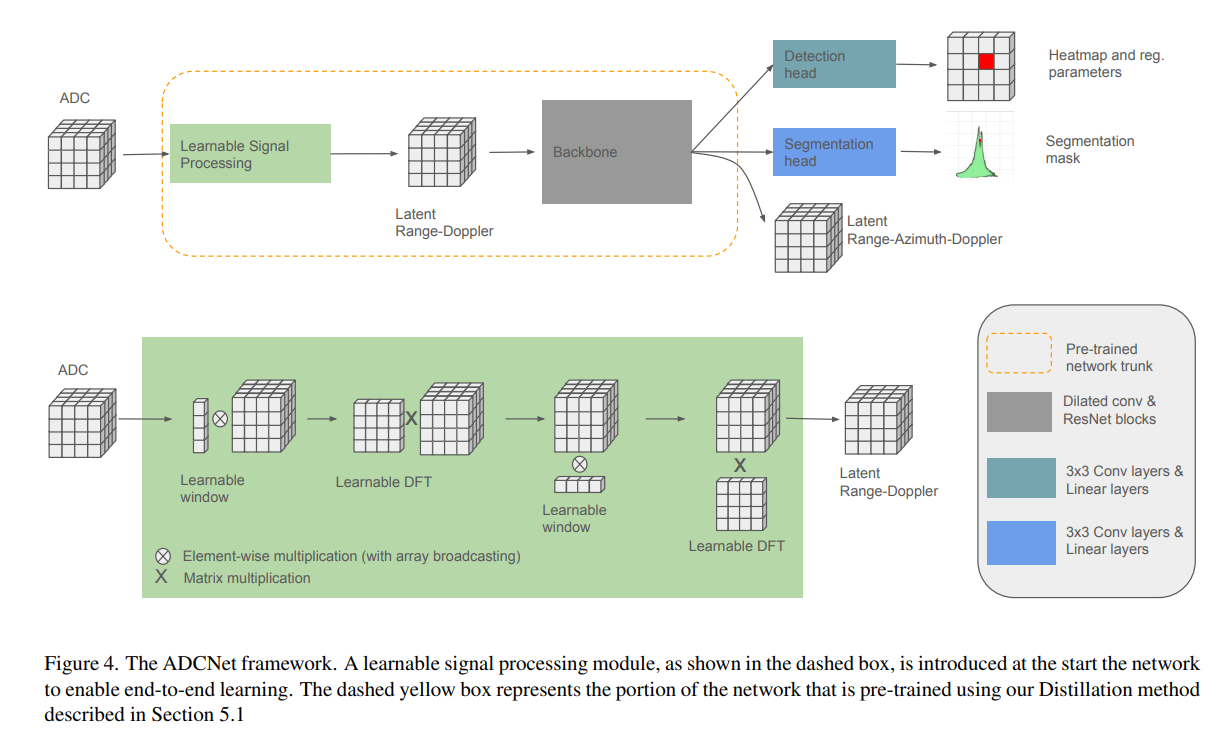 ADC
Learnable Signal
Processing
Latent
Range-Doppler
Backbone
Detection
head
Heatmap and reg.
parameters
Segmentation
head
Segmentation
mask
Latent
Range-Azimuth-Doppler
ADC
Learnable
window
X
Learnable DFT
Learnable
window
X
Learnable DFT
Latent
Range-Doppler
Element-wise multiplication (with array broadcasting)
X Matrix multiplication
Pre-trained
network trunk
Dilated conv &
ResNet blocks
3x3 Conv layers &
Linear layers
3x3 Conv layers &
Linear layers
Figure 4. The ADCNet framework. A learnable signal processing module, as shown in the dashed box, is introduced at the start the network
to enable end-to-end learning. The dashed yellow box represents the portion of the network that is pre-trained using our Distillation method
described in Section 5.1